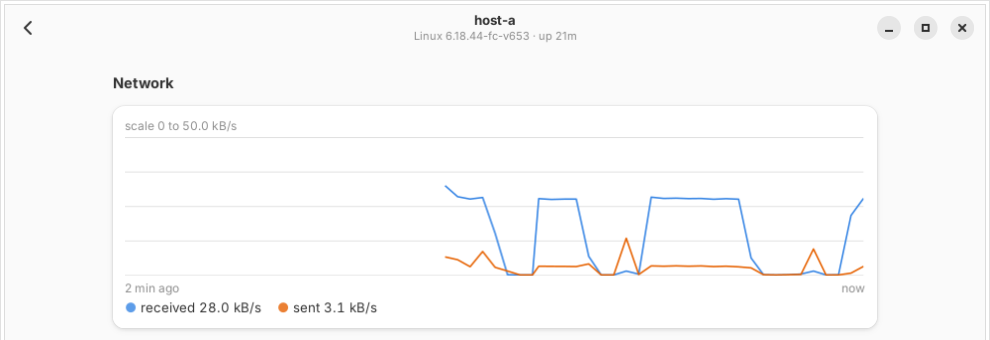 host-a
Linux 6.18.44-fc-v653 · up 21m
Network
scale 0 to 50.0 kB/s
2 min ago
now
received 28.0 kB/s
sent 3.1 kB/s